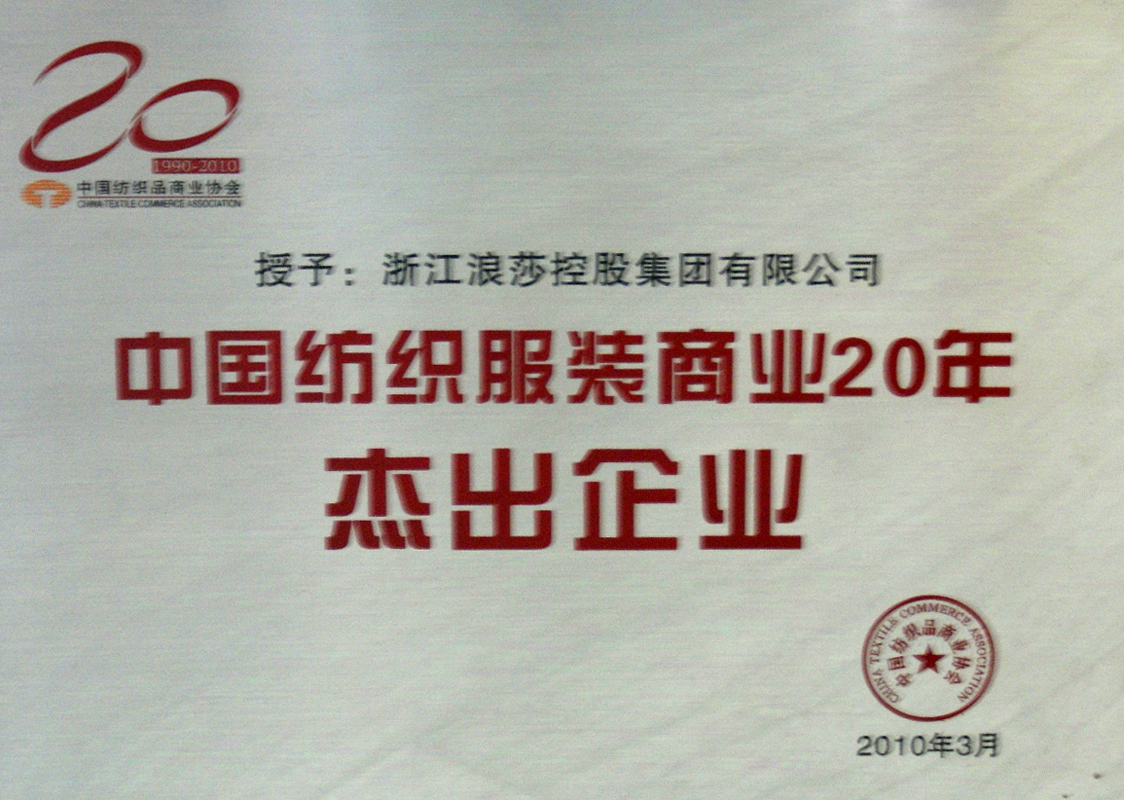 20
1990-2010
中国纺织品商业协会
CHINA TEXTILE COMMERCE ASSOCIATION
授予：浙江浪莎控股集团有限公司
中国纺织服装商业20年
杰出企业
CHINA TEXTILE COMMERCE ASSOCIATION
中国纺织品商业协会
2010年3月